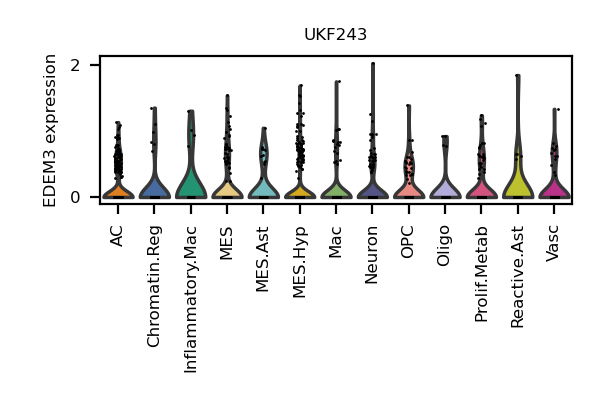 UKF243
EDEM3 expression
2
0
AC
Chromatin.Reg
Inflammatory.Mac
MES
MES.Ast
MES.Hyp
Mac
Neuron
OPC
Oligo
Prolif.Metab
Reactive.Ast
Vasc